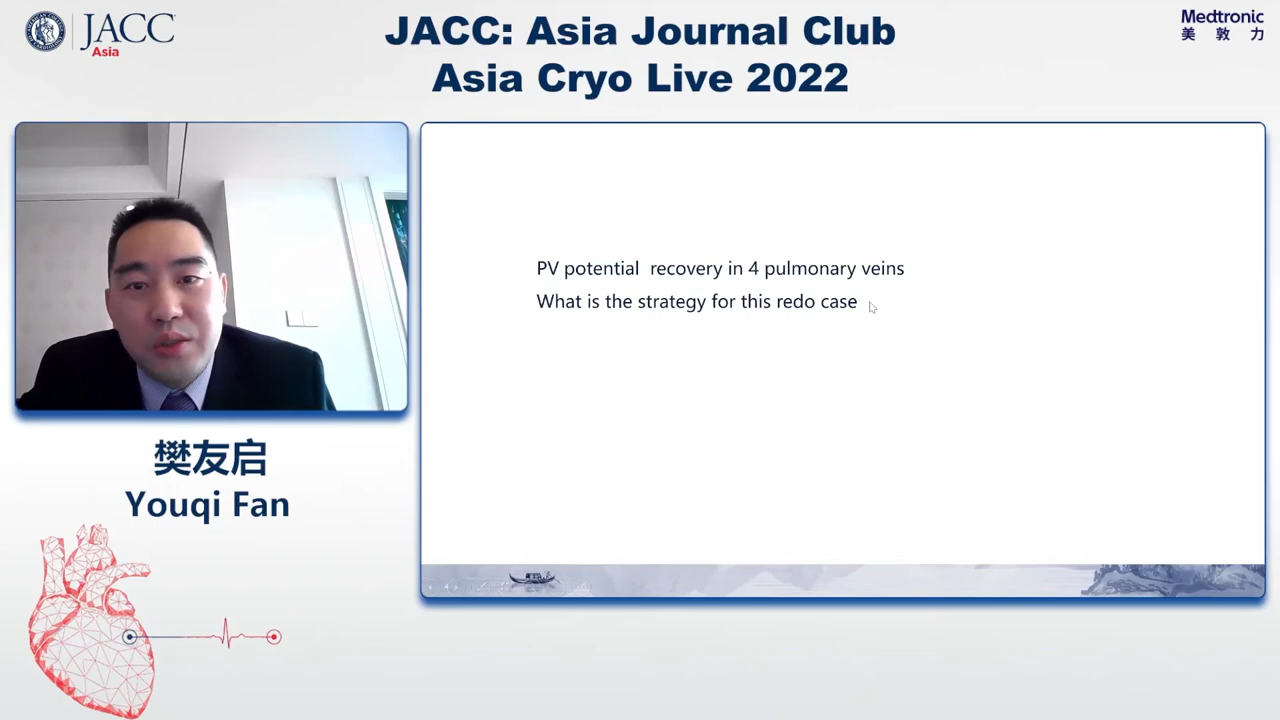 JACC
Asia
JACC: Asia Journal Club
Asia Cryo Live 2022
Medtronic
美敦力
PV potential recovery in 4 pulmonary veins
What is the strategy for this redo case
樊友启
Youqi Fan